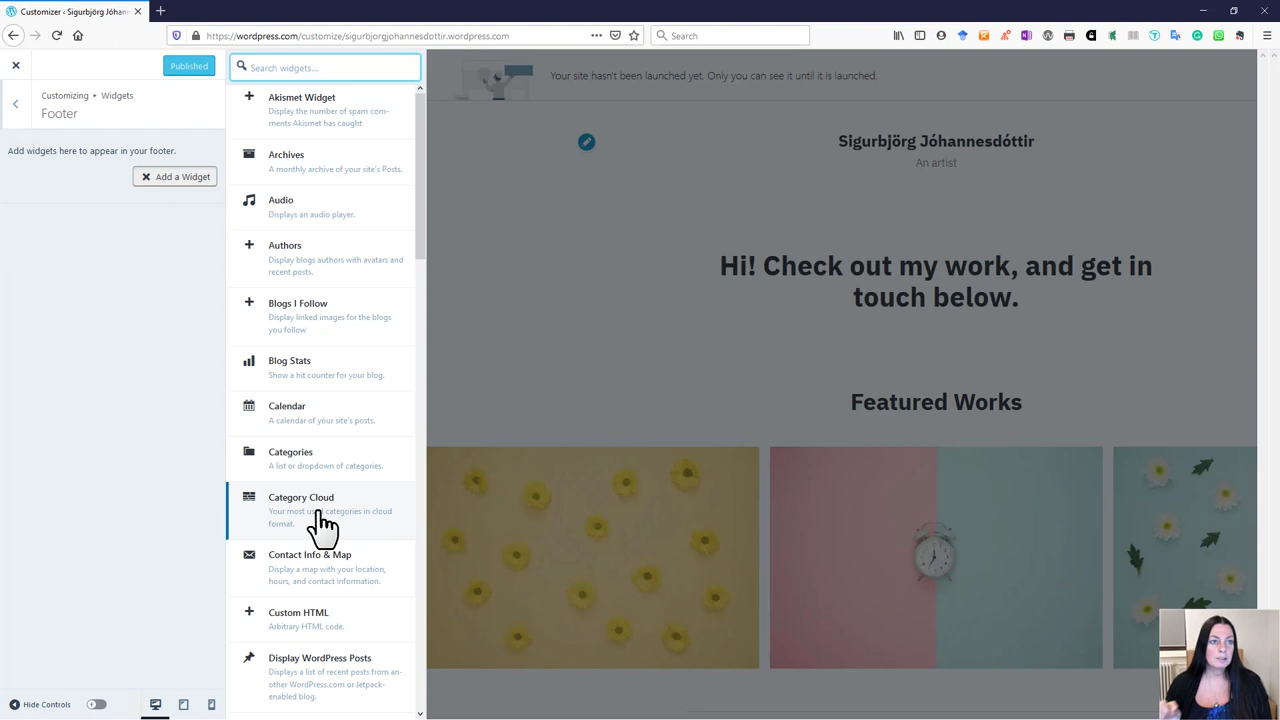 Customizer ‹ Sigurbjörg Jóhann
https://wordpress.com/customize/sigurbjorgjohannesdottir.wordpress.com
Search
Published
Search widgets...
Customizing ▸ Widgets
Footer
Add widgets here to appear in your footer.
Add a Widget
Akismet Widget
Display the number of spam com-
ments Akismet has caught
Archives
A monthly archive of your site's Posts.
Audio
Displays an audio player.
Authors
Display blogs authors with avatars and
recent posts.
Blogs I Follow
Display linked images for the blogs
you follow
Blog Stats
Show a hit counter for your blog.
Calendar
A calendar of your site's posts.
Categories
A list or dropdown of categories.
Category Cloud
Your most used categories in cloud
format.
Contact Info & Map
Display a map with your location,
hours, and contact information.
Custom HTML
Arbitrary HTML code.
Display WordPress Posts
Displays a list of recent posts from an-
other WordPress.com or Jetpack-
enabled blog.
Hide Controls
Your site hasn't been launched yet. Only you can see it until it is launched.
Sigurbjörg Jóhannesdóttir
An artist
Hi! Check out my work, and get in
touch below.
Featured Works